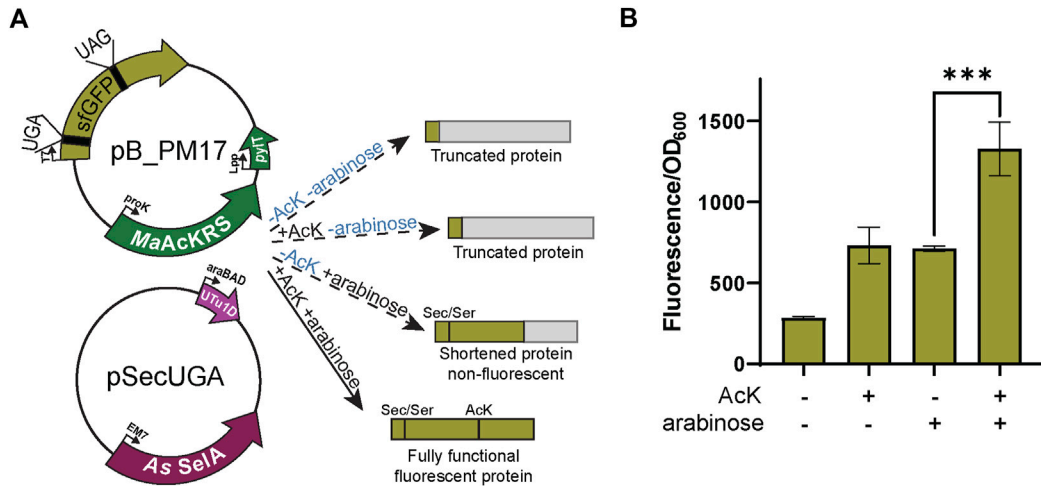 A
UAG
UGA
sfGFP
T7
pB_PM17
Lpp
pylT
proK
MaAcKRS
araBAD
UTu1D
pSecUGA
EM7
As SelA
-AcK -arabinose
Truncated protein
+AcK -arabinose
Truncated protein
-AcK +arabinose
Sec/Ser
Shortened protein
non-fluorescent
+AcK +arabinose
Sec/Ser AcK
Fully functional
fluorescent protein
B
***
Fluorescence/OD600
1500
1000
500
0
AcK - + - +
arabinose - - + +